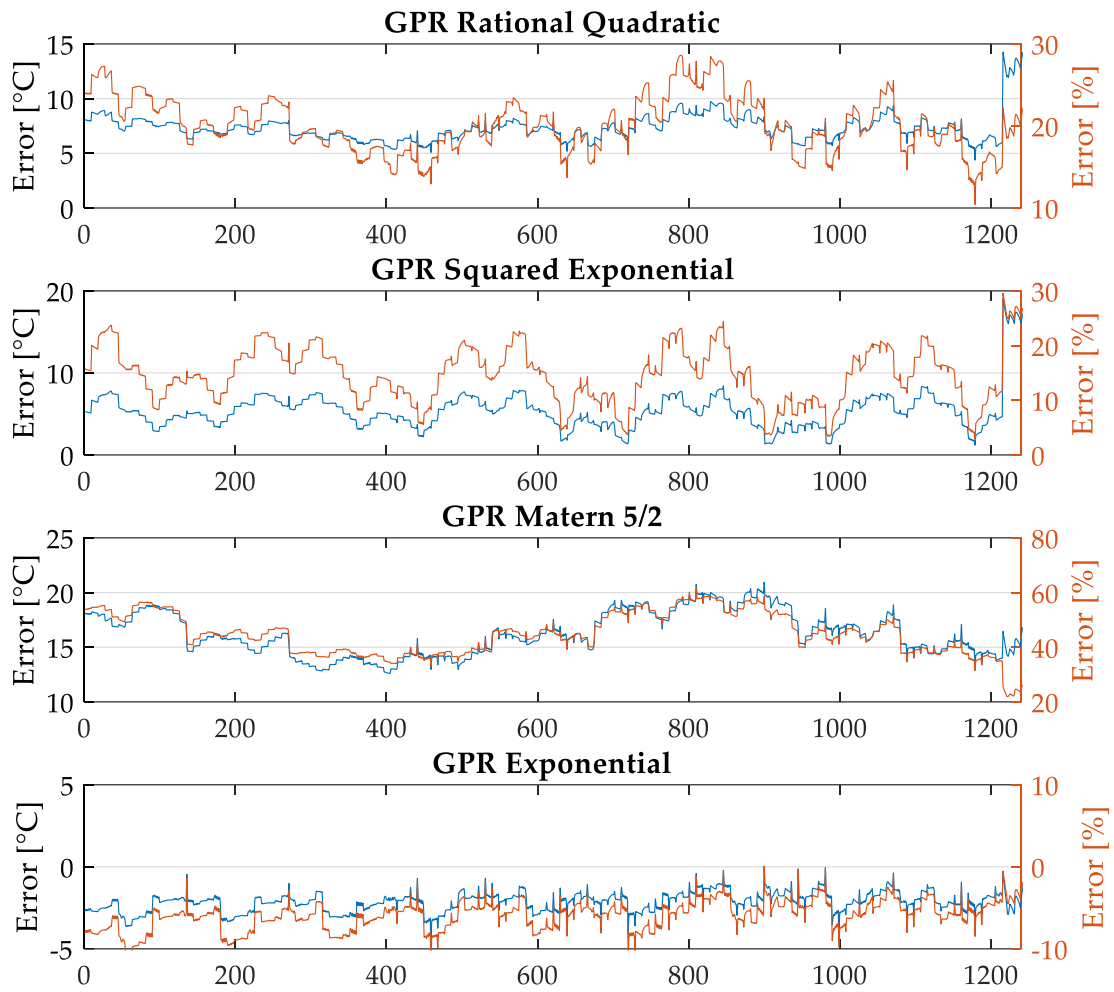 GPR Rational Quadratic
15 30
10
5
0
20
10
Error [°C]
Error [%]
0 200 400 600 800 1000 1200
GPR Squared Exponential
20 30
20
10
0
10
0
Error [°C]
Error [%]
0 200 400 600 800 1000 1200
GPR Matern 5/2
25 80
20
15
10
60
40
20
Error [°C]
Error [%]
0 200 400 600 800 1000 1200
GPR Exponential
5 10
0 0
-5 -10
Error [°C]
Error [%]
0 200 400 600 800 1000 1200